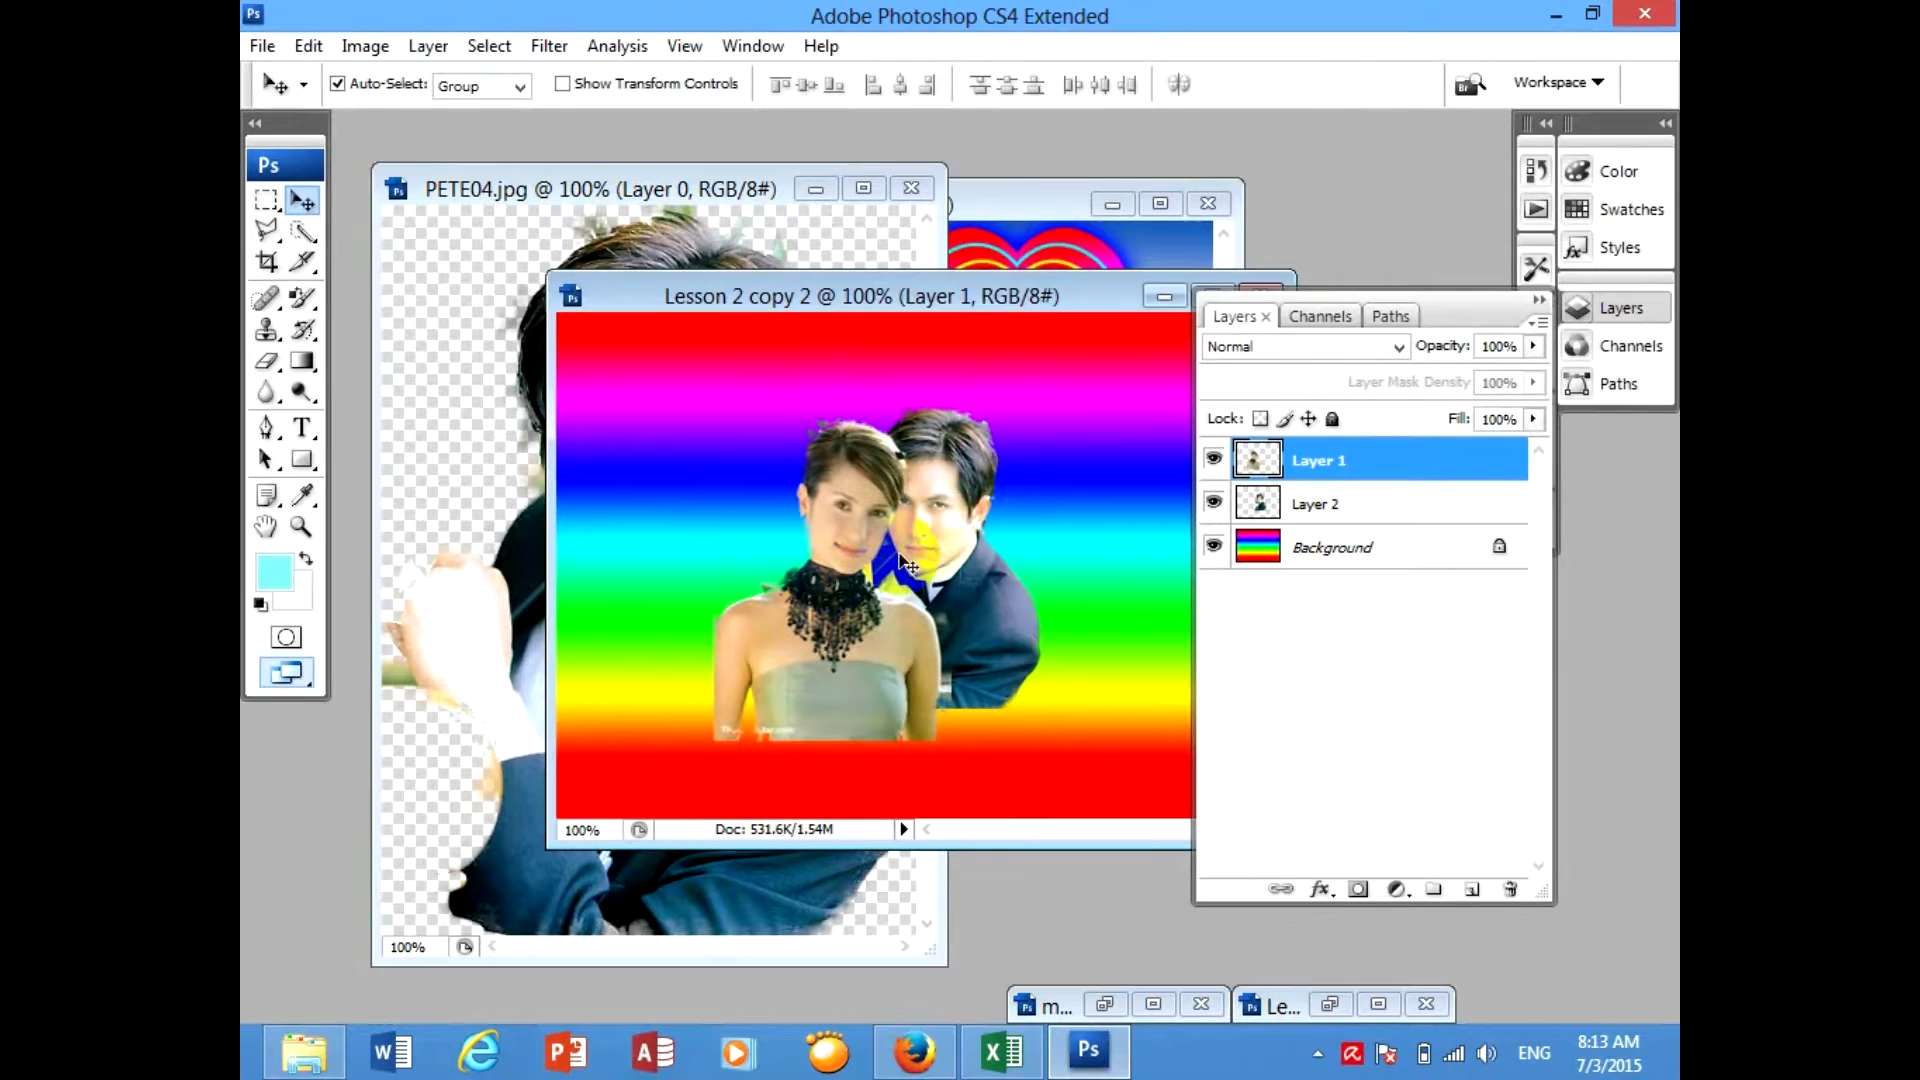 Ps
Adobe Photoshop CS4 Extended
File Edit Image Layer Select Filter Analysis View Window Help
Auto-Select: Group Show Transform Controls
Br
Workspace
Ps
PETE04.jpg @ 100% (Layer 0, RGB/8#)
)
Lesson 2 copy 2 @ 100% (Layer 1, RGB/8#)
Color
Swatches
Styles
Layers
Channels
Paths
Layers × Channels Paths
Normal Opacity: 100%
Layer Mask Density 100%
Lock: Fill: 100%
Layer 1
Layer 2
Background
T
fx
100% Doc: 531.6K/1.54M
100%
m...
Le...
8:13 AM
ENG
7/3/2015